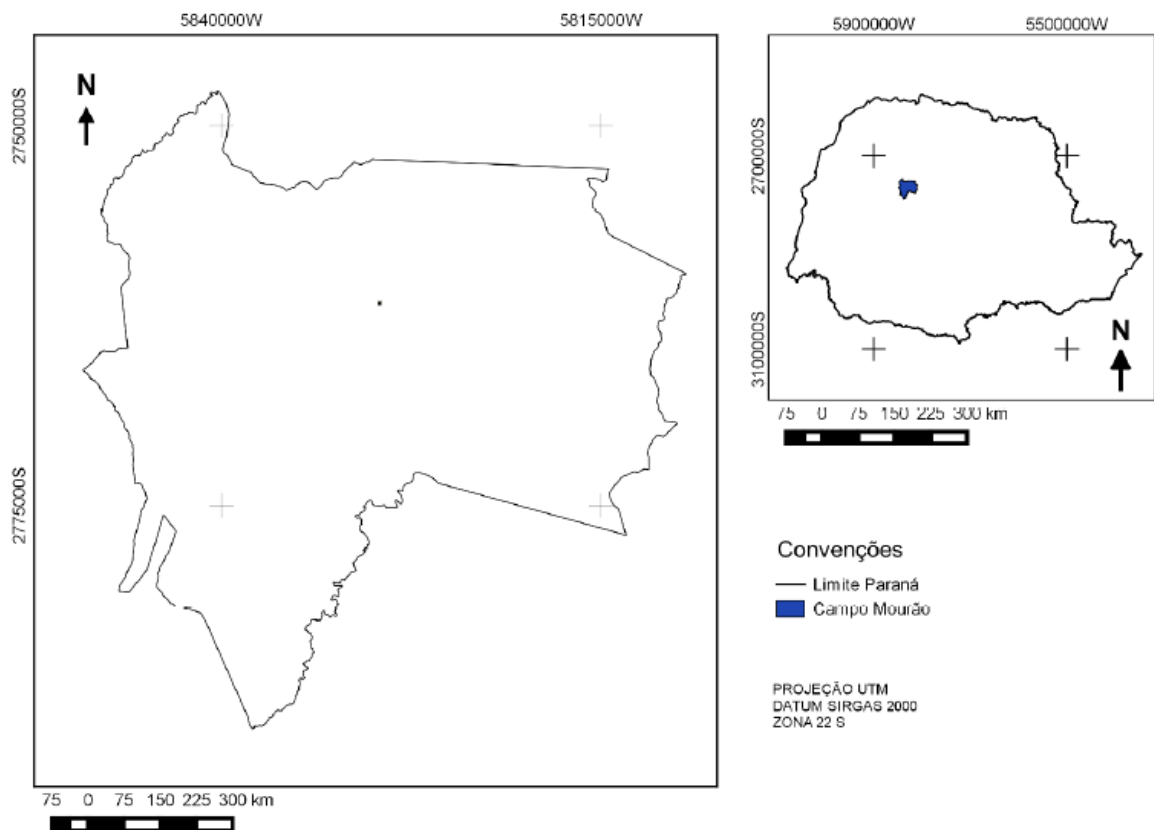 5840000W
5815000W
N
2750000S
2775000S
75 0 75 150 225 300 km
5900000W
5500000W
2700000S
3100000S
N
75 0 75 150 225 300 km
Convenções
Limite Paraná
Campo Mourão
PROJEÇÃO UTM
DATUM SIRGAS 2000
ZONA 22 S